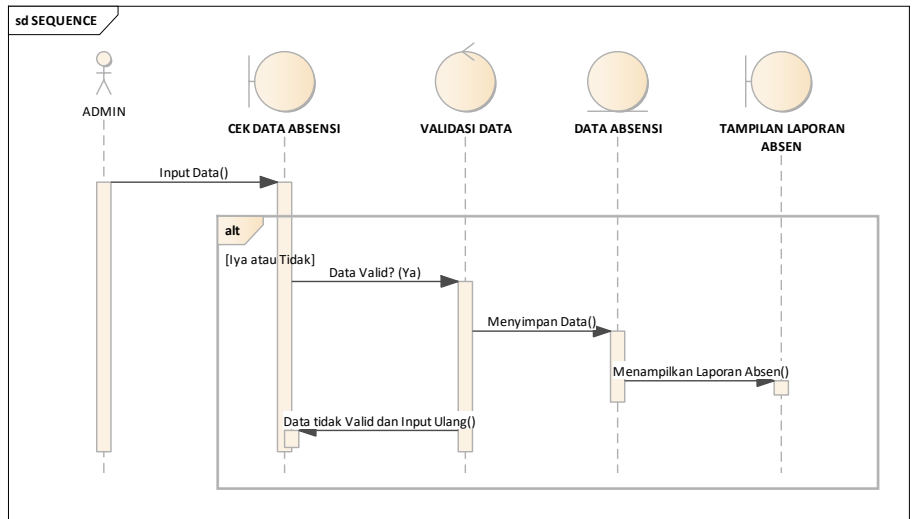 sd SEQUENCE
ADMIN
CEK DATA ABSENSI
VALIDASI DATA
DATA ABSENSI
TAMPILAN LAPORAN
ABSEN
Input Data()
alt
[Iya atau Tidak]
Data Valid? (Ya)
Menyimpan Data()
Menampilkan Laporan Absen()
Data tidak Valid dan Input Ulang()